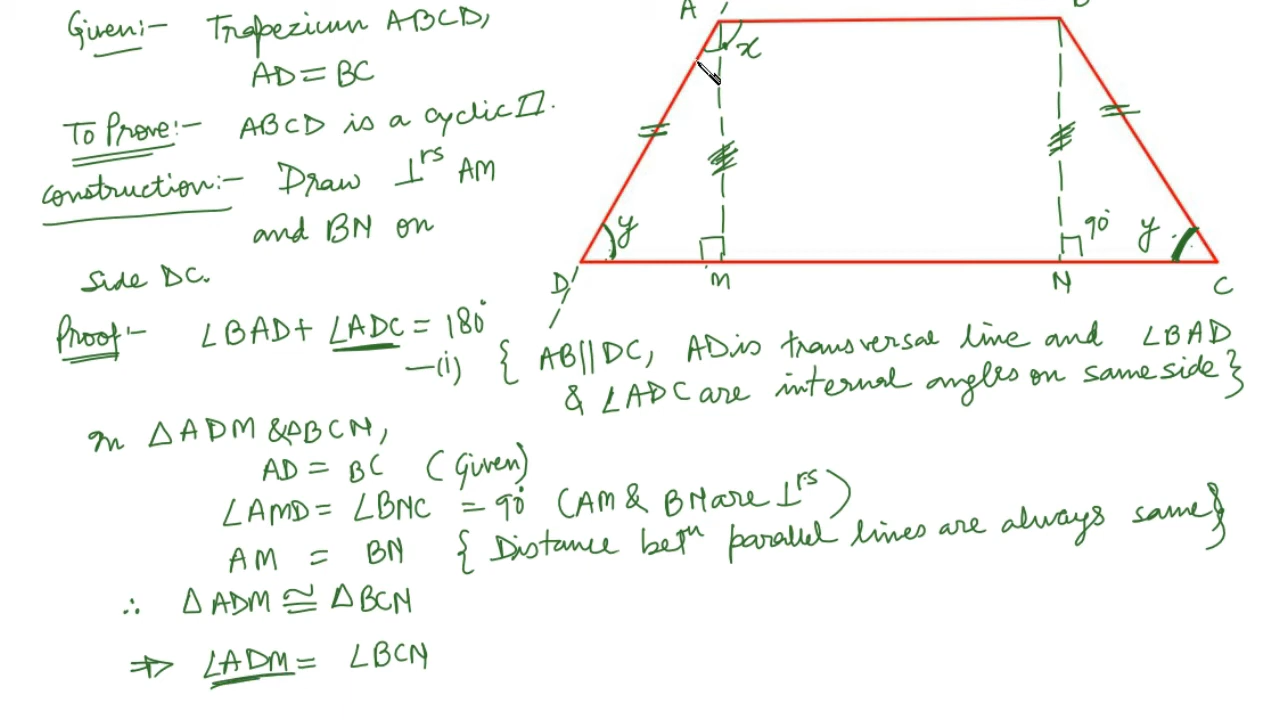 Given:- Trapezium ABCD,
AD = BC
To Prove:- ABCD is a cyclic ▱.
Construction:- Draw ⊥rs AM
and BN on
side DC.
A
x
y
90°
y
D
M
N
C
Proof:- ∠BAD + ∠ADC = 180°
—(i) { AB || DC, AD is transversal line and ∠BAD
& ∠ADC are internal angles on same side }
In △ADM & △BCN,
AD = BC (Given)
∠AMD = ∠BNC = 90° (AM & BN are ⊥rs)
AM = BN { Distance betn parallel lines are always same }
∴ △ADM ≅ △BCN
⇒ ∠ADM = ∠BCN